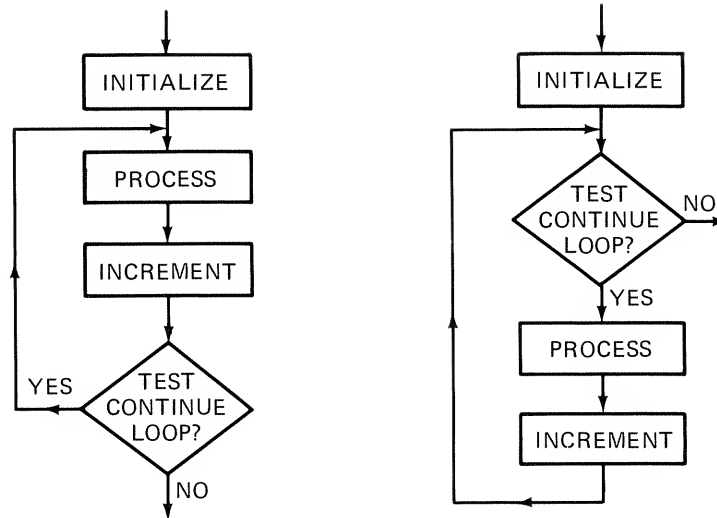 INITIALIZE
PROCESS
INCREMENT
YES
TEST
CONTINUE
LOOP?
NO
INITIALIZE
TEST
CONTINUE
LOOP?
NO
YES
PROCESS
INCREMENT